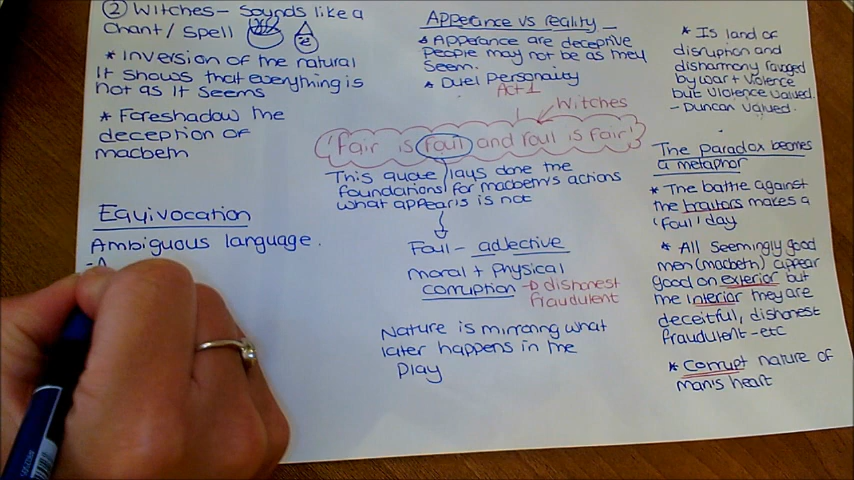 ② Witches - Sounds like a
chant / spell
* Inversion of the natural
It shows that everything is
not as it seems
* Foreshadow the
deception of
macbeth
Equivocation
Ambiguous language.
-A
Apperance vs reality
* Apperance are deceptive
People may not be as they
seem.
* Duel Personality
Act 1
Witches
'Fair is foul and foul is fair'
This quote lays done the
foundations for macbeth's actions
what appear is is not
Foul - adjective
moral + physical
corruption → dishonest
fraudulent
Nature is mirroring what
later happens in the
Play
* Is land of
disruption and
disharmony ravaged
by war + violence
but violence valued.
- Duncan valued.
The paradox becomes
a metaphor
* The battle against
the traitors makes a
'foul' day
* All seemingly good
men (macbeth) appear
good on exterior but
the interior they are
deceitful, dishonest
fraudulent - etc
* Corrupt nature of
man's heart